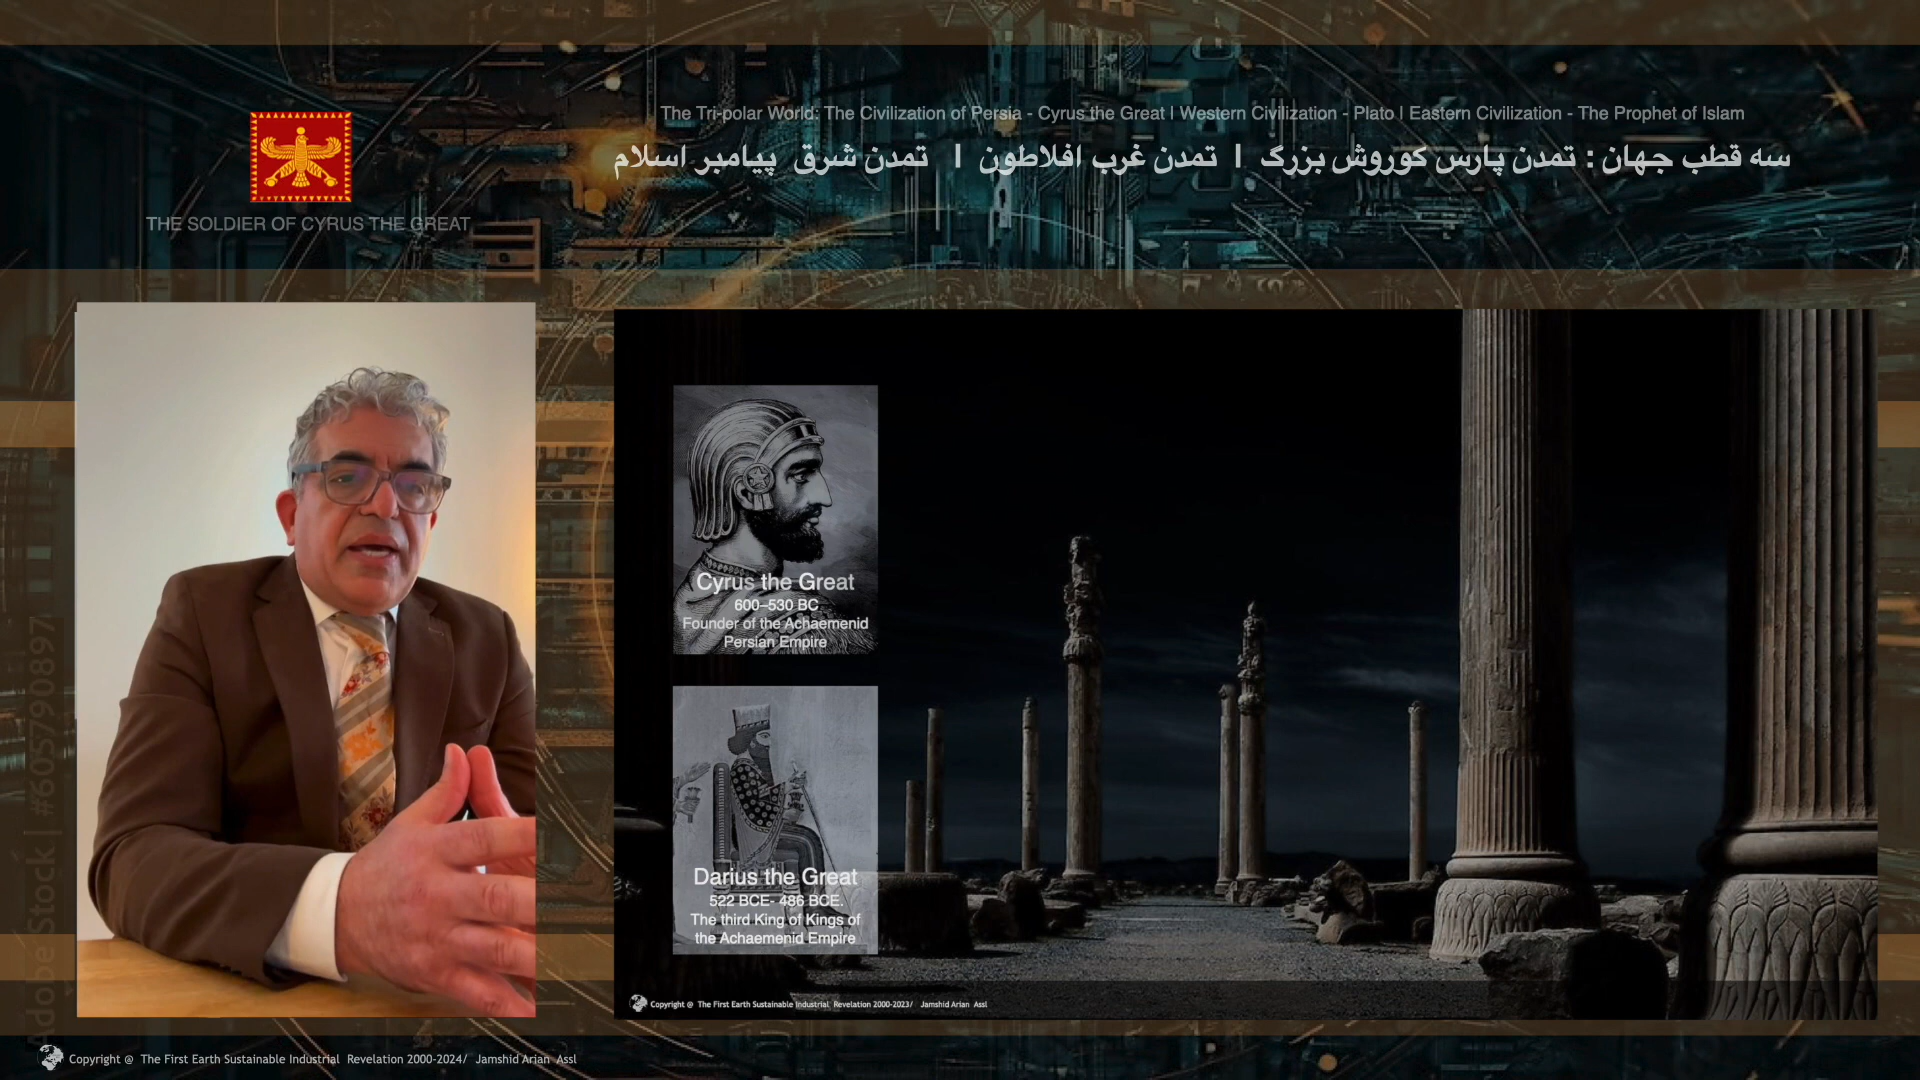 The Tri-polar World: The Civilization of Persia - Cyrus the Great | Western Civilization - Plato | Eastern Civilization - The Prophet of Islam
سه قطب جهان : تمدن پارس کوروش بزرگ | تمدن غرب افلاطون | تمدن شرق پیامبر اسلام
THE SOLDIER OF CYRUS THE GREAT
Cyrus the Great
600–530 BC
Founder of the Achaemenid
Persian Empire
Darius the Great
522 BCE- 486 BCE.
The third King of Kings of
the Achaemenid Empire
Copyright @ The First Earth Sustainable Industrial Revelation 2000-2023/ Jamshid Arian Assl
Adobe Stock | #605790897
Copyright @ The First Earth Sustainable Industrial Revelation 2000-2024/ Jamshid Arian Assl